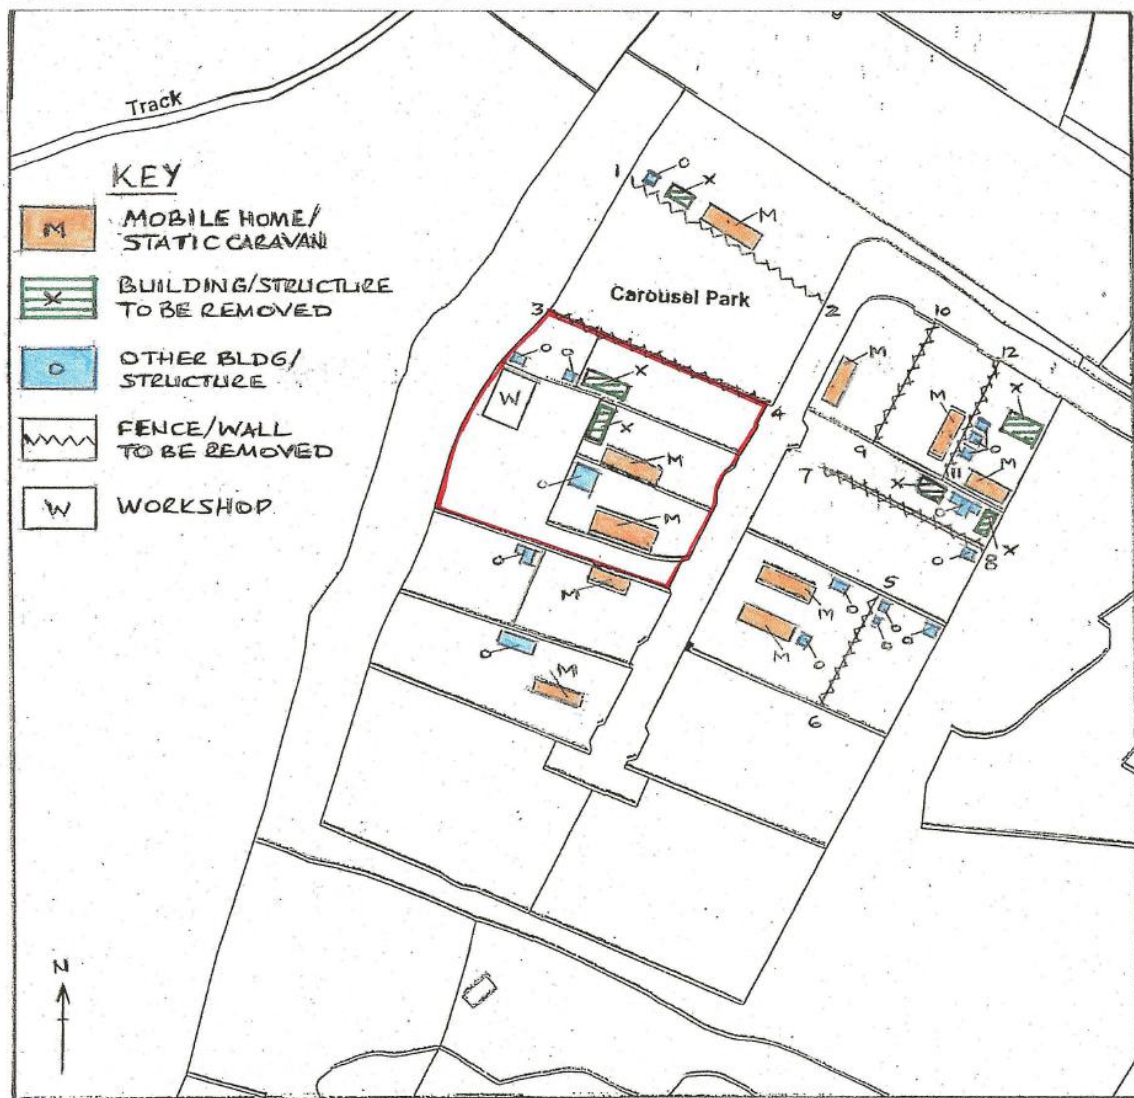 Track
KEY
M MOBILE HOME/
STATIC CARAVAN
X BUILDING/STRUCTURE
TO BE REMOVED
O OTHER BLDG/
STRUCTURE
FENCE/WALL
TO BE REMOVED
W WORKSHOP
N
1
O
X
M
Carousel Park
2
3
4
O
O
X
W
X
M
O
M
O
M
O
M
10
12
M
M
X
O
9
11
M
7
X
O
X
8
O
5
M
O
M
O
O
O
O
M
6